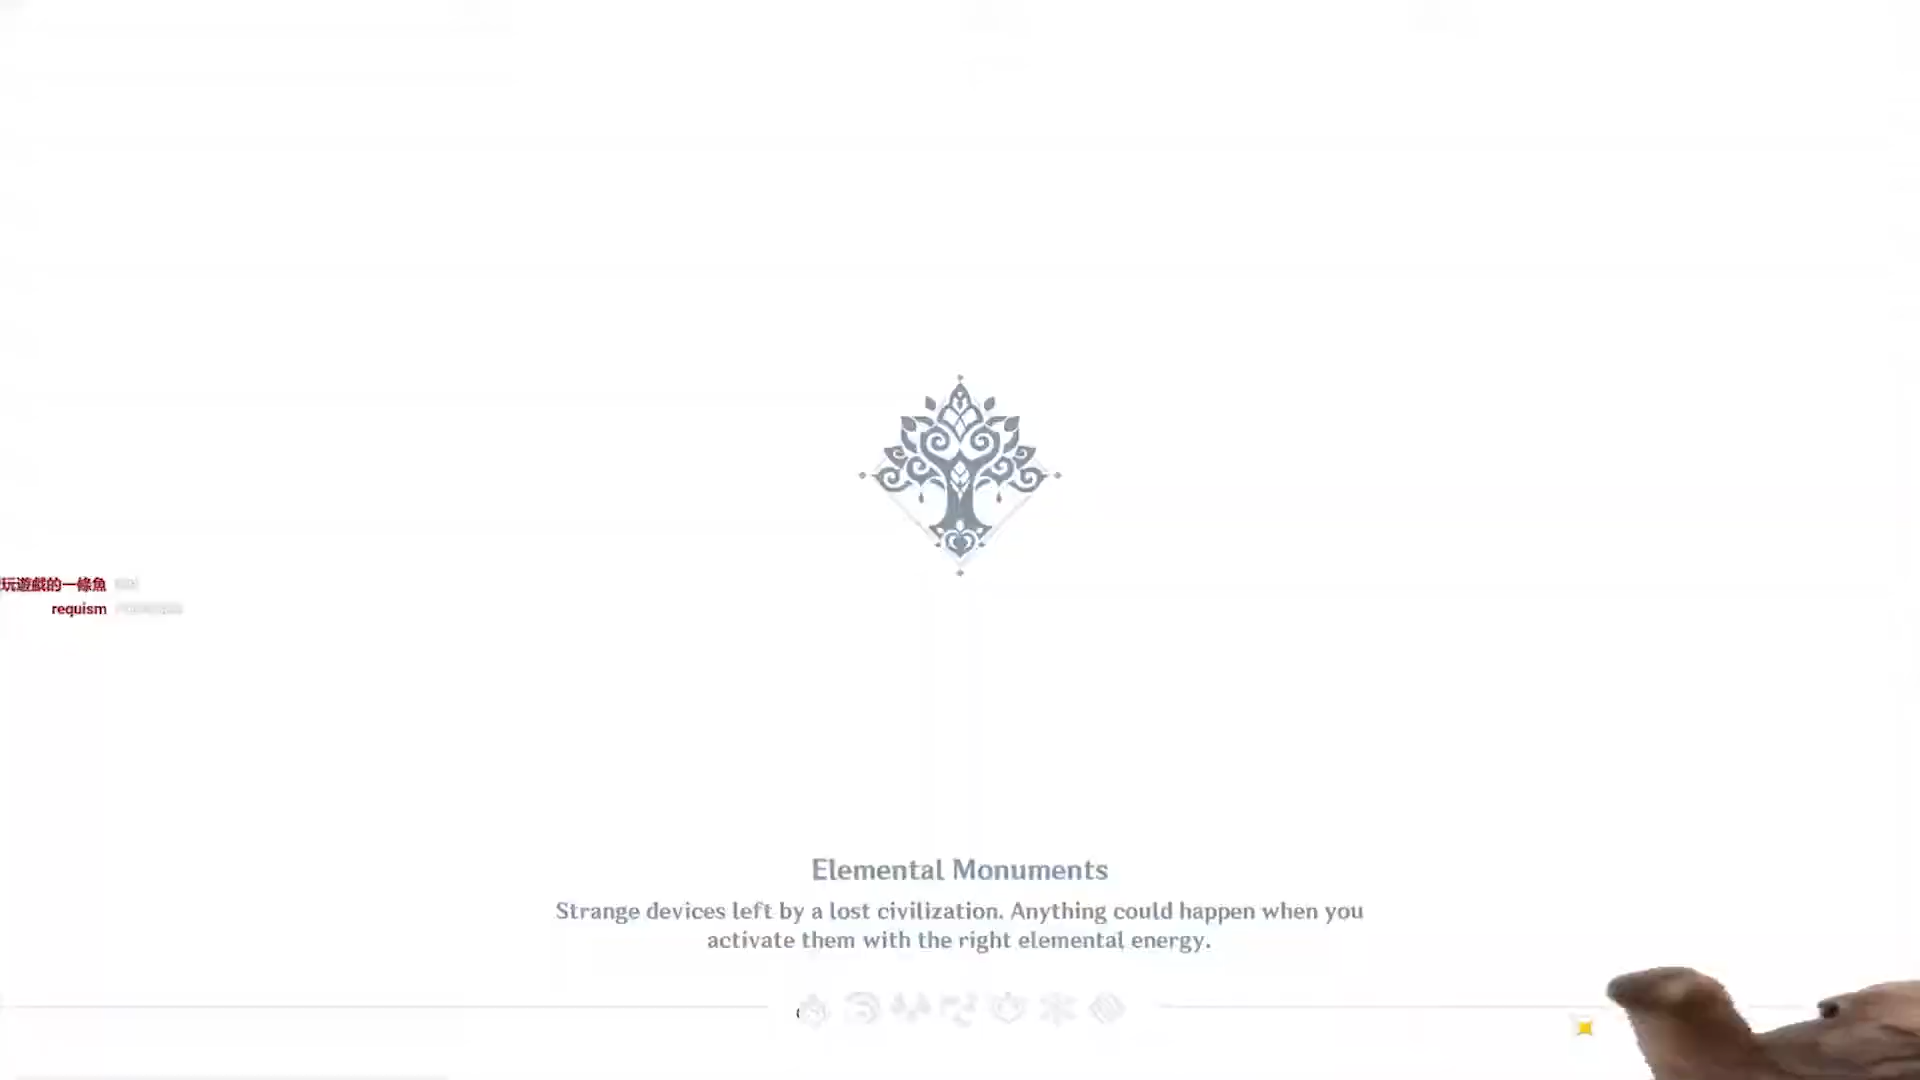 玩遊戲的一條魚
requism
Elemental Monuments
Strange devices left by a lost civilization. Anything could happen when you
activate them with the right elemental energy.